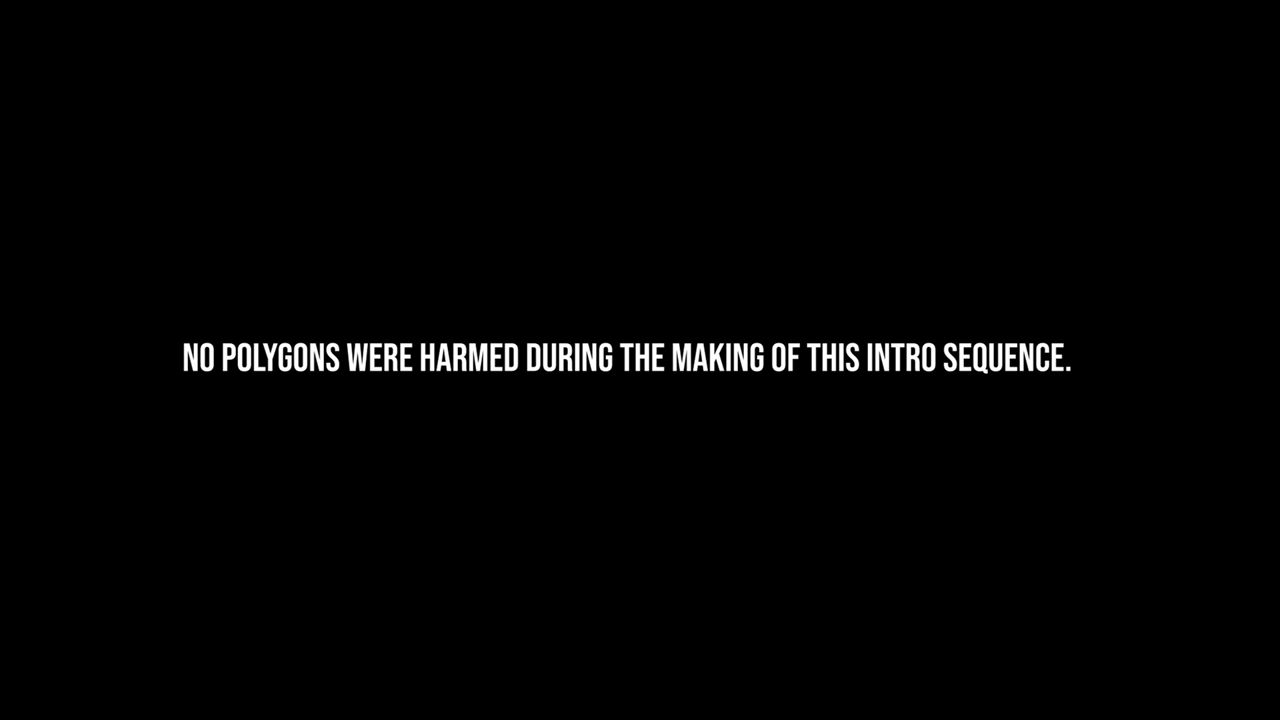 NO POLYGONS WERE HARMED DURING THE MAKING OF THIS INTRO SEQUENCE.